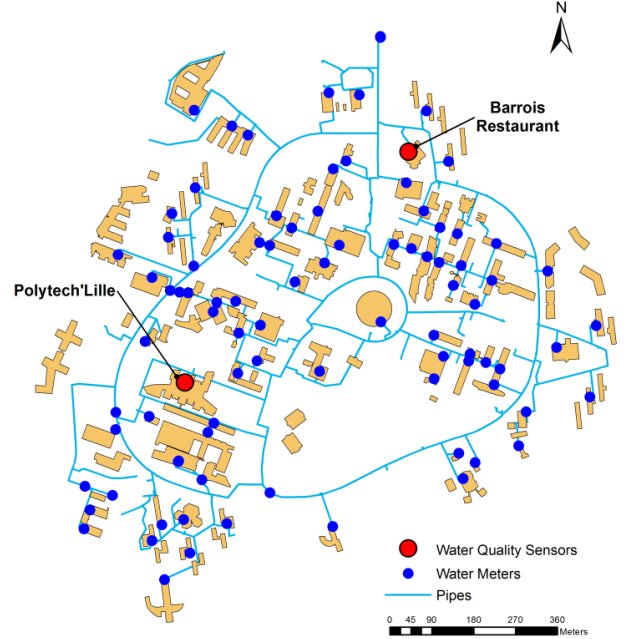 N
Barrois
Restaurant
Polytech'Lille
Water Quality Sensors
Water Meters
Pipes
0 45 90 180 270 360
Meters